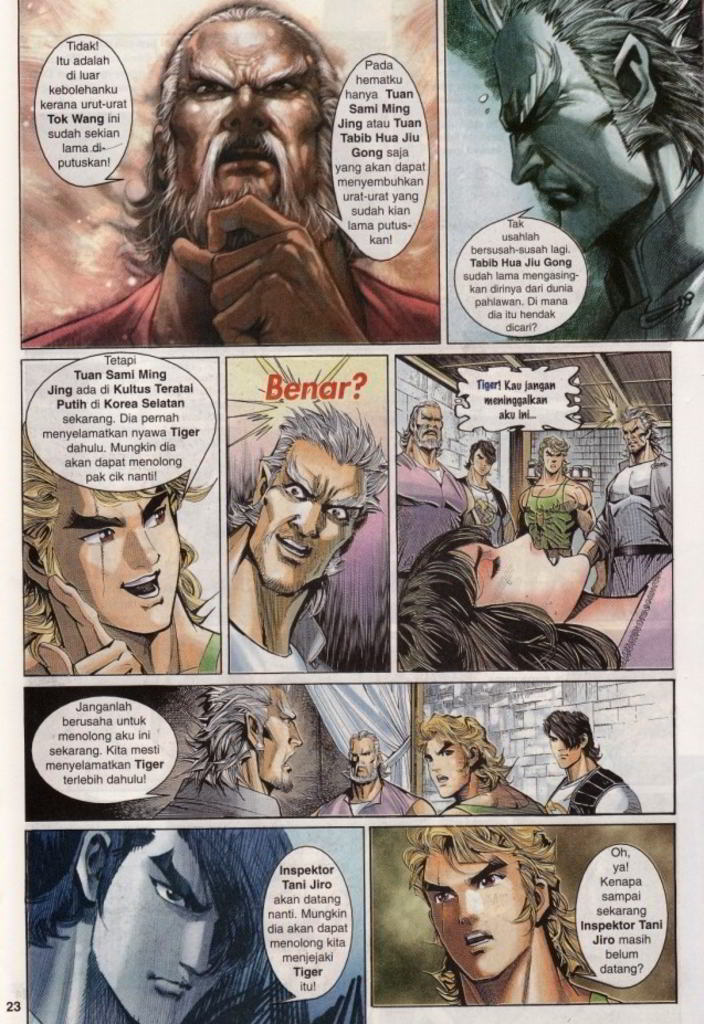 Tidak!
Itu adalah
di luar
kebolehanku
kerana urut-urat
Tok Wang ini
sudah sekian
lama di-
putuskan!
Pada
hematku
hanya Tuan
Sami Ming
Jing atau Tuan
Tabib Hua Jiu
Gong saja
yang akan dapat
menyembuhkan
urat-urat yang
sudah kian
lama putus-
kan!
Tak
usahlah
bersusah-susah lagi.
Tabib Hua Jiu Gong
sudah lama mengasing-
kan dirinya dari dunia
pahlawan. Di mana
dia itu hendak
dicari?
Tetapi
Tuan Sami Ming
Jing ada di Kultus Teratai
Putih di Korea Selatan
sekarang. Dia pernah
menyelamatkan nyawa Tiger
dahulu. Mungkin dia
akan dapat menolong
pak cik nanti!
Benar?
Tiger! Kau jangan
meninggalkan
aku ini...
Janganlah
berusaha untuk
menolong aku ini
sekarang. Kita mesti
menyelamatkan Tiger
terlebih dahulu!
Inspektor
Tani Jiro
akan datang
nanti. Mungkin
dia akan dapat
menolong kita
menjejaki
Tiger
itu!
Oh,
ya!
Kenapa
sampai
sekarang
Inspektor Tani
Jiro masih
belum
datang?
23